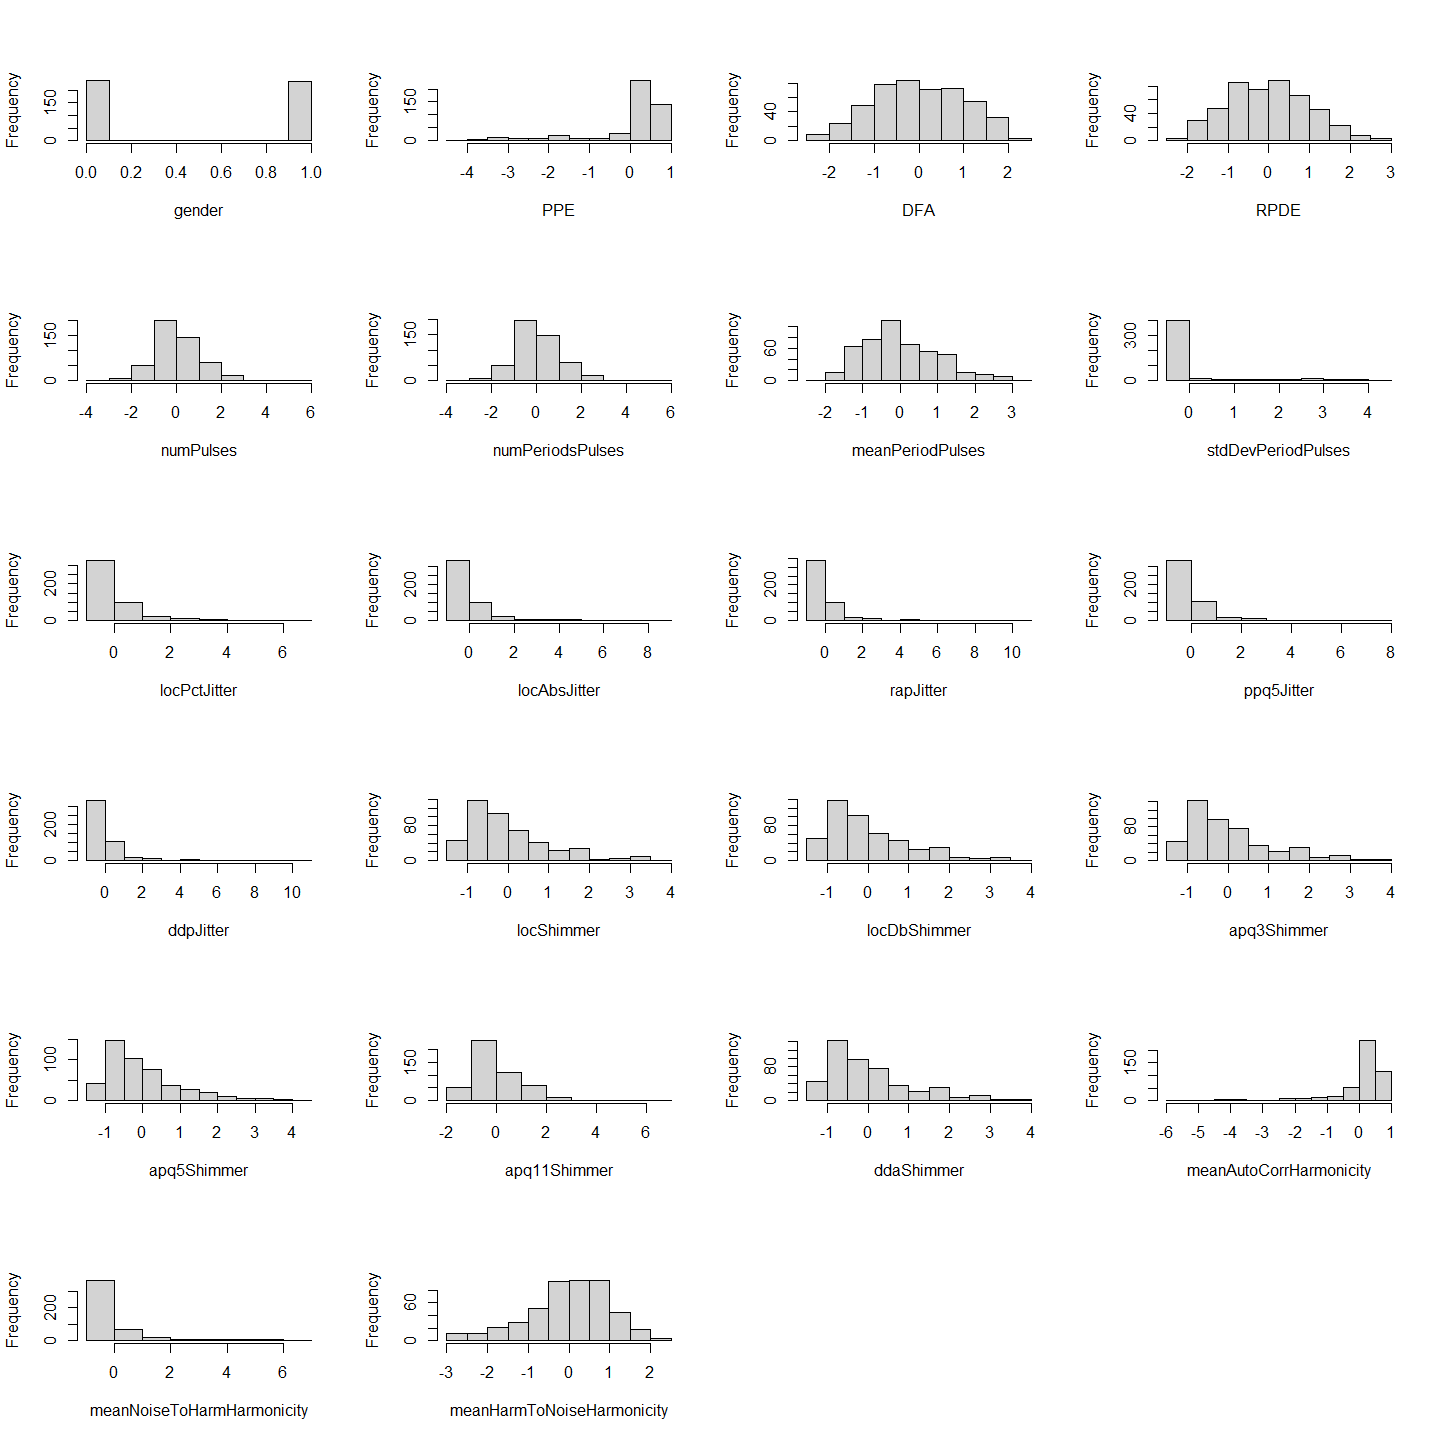 Frequency
150
0
0.0 0.2 0.4 0.6 0.8 1.0
gender
Frequency
150
0
-4 -3 -2 -1 0 1
PPE
Frequency
40
0
-2 -1 0 1 2
DFA
Frequency
40
0
-2 -1 0 1 2 3
RPDE
Frequency
150
0
-4 -2 0 2 4 6
numPulses
Frequency
150
0
-4 -2 0 2 4 6
numPeriodsPulses
Frequency
60
0
-2 -1 0 1 2 3
meanPeriodPulses
Frequency
300
0
0 1 2 3 4
stdDevPeriodPulses
Frequency
200
0
0 2 4 6
locPctJitter
Frequency
200
0
0 2 4 6 8
locAbsJitter
Frequency
200
0
0 2 4 6 8 10
rapJitter
Frequency
200
0
0 2 4 6 8
ppq5Jitter
Frequency
200
0
0 2 4 6 8 10
ddpJitter
Frequency
80
0
-1 0 1 2 3 4
locShimmer
Frequency
80
0
-1 0 1 2 3 4
locDbShimmer
Frequency
80
0
-1 0 1 2 3 4
apq3Shimmer
Frequency
100
0
-1 0 1 2 3 4
apq5Shimmer
Frequency
150
0
-2 0 2 4 6
apq11Shimmer
Frequency
80
0
-1 0 1 2 3 4
ddaShimmer
Frequency
150
0
-6 -5 -4 -3 -2 -1 0 1
meanAutoCorrHarmonicity
Frequency
200
0
0 2 4 6
meanNoiseToHarmHarmonicity
Frequency
60
0
-3 -2 -1 0 1 2
meanHarmToNoiseHarmonicity